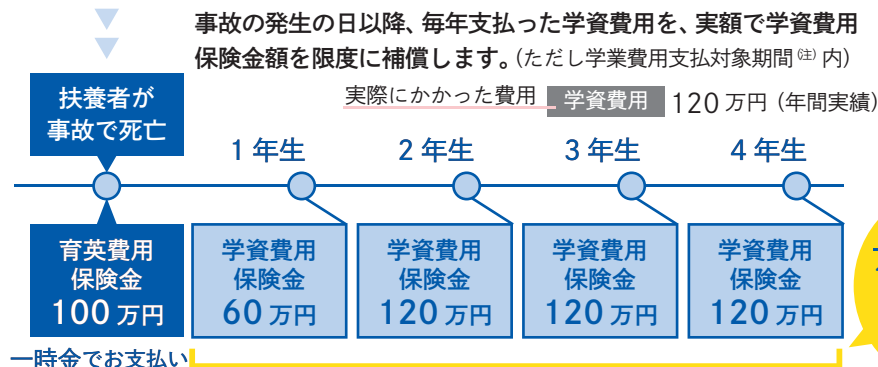 事故の発生の日以降、毎年支払った学資費用を、実額で学資費用
保険金額を限度に補償します。(ただし学業費用支払対象期間(注)内)
扶養者が
事故で死亡
実際にかかった費用 学資費用 120万円(年間実績)
1年生 2年生 3年生 4年生
育英費用
保険金
100万円
学資費用
保険金
60万円
学資費用
保険金
120万円
学資費用
保険金
120万円
学資費用
保険金
120万円
一時金でお支払い